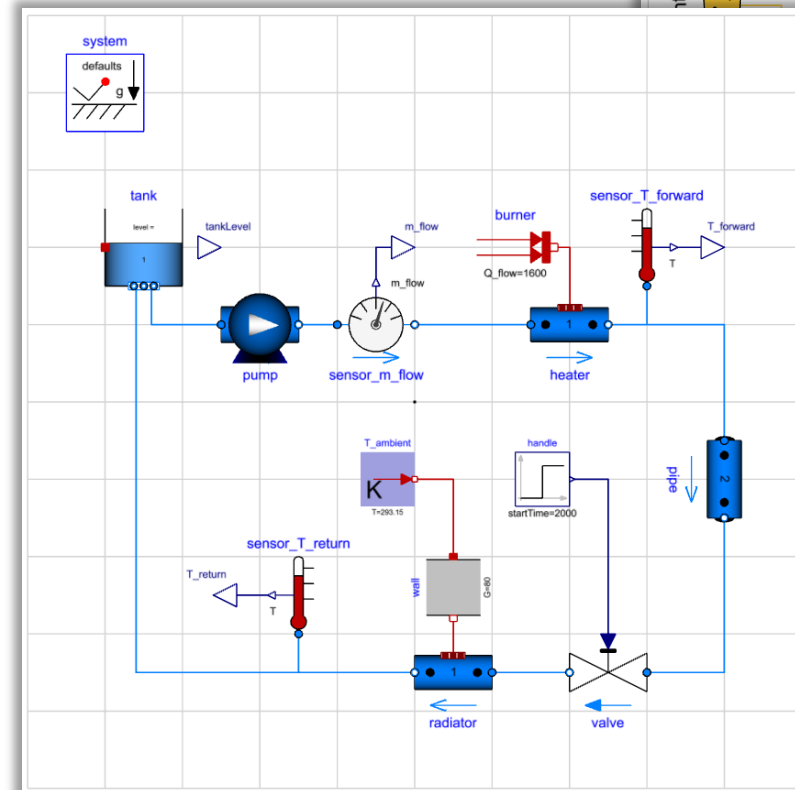 system
defaults
g
tank
level =
1
tankLevel
m_flow
m_flow
burner
Q_flow=1600
sensor_T_forward
T_forward
T
1
pump
sensor_m_flow
heater
T_ambient
K
T=293.15
handle
startTime=2000
pipe
2
sensor_T_return
T_return
T
wall
G=80
1
radiator
valve